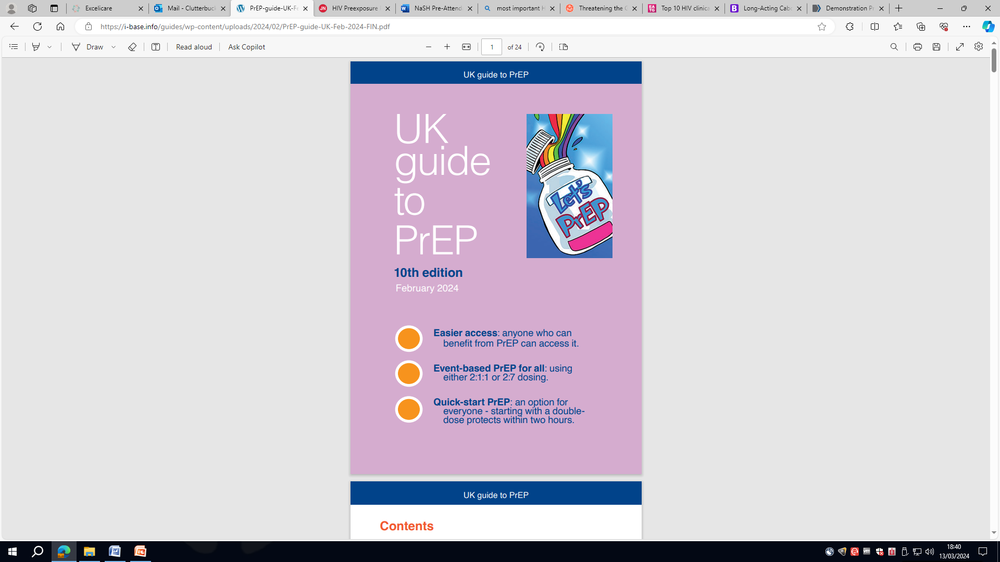 Excelicare
Mail - Clutterbuck
PrEP-guide-UK-Fe
HIV Preexposure
NaSH Pre-Attend
most important H
Threatening the G
Top 10 HIV clinica
Long-Acting Cabo
Demonstration Pr
https://i-base.info/guides/wp-content/uploads/2024/02/PrEP-guide-UK-Feb-2024-FIN.pdf
Draw
Read aloud
Ask Copilot
1 of 24
UK guide to PrEP
UK
guide
to
PrEP
Let's
PrEP
10th edition
February 2024
Easier access: anyone who can
benefit from PrEP can access it.
Event-based PrEP for all: using
either 2:1:1 or 2:7 dosing.
Quick-start PrEP: an option for
everyone - starting with a double-
dose protects within two hours.
UK guide to PrEP
Contents
18:40
13/03/2024